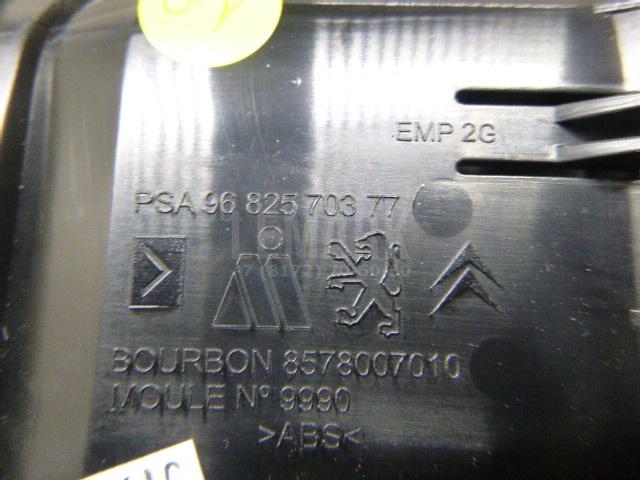 EMP 2G
PSA 96 825 703 77
BOURBON 8578007010
MOULE N° 9990
>ABS<